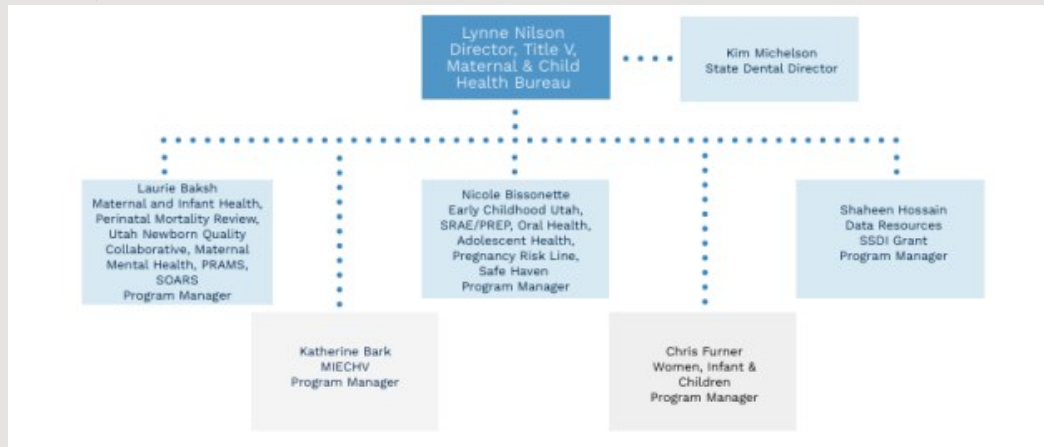 Lynne Nilson
Director, Title V,
Maternal & Child
Health Bureau
Kim Michelson
State Dental Director
Laurie Baksh
Maternal and Infant Health,
Perinatal Mortality Review,
Utah Newborn Quality
Collaborative, Maternal
Mental Health, PRAMS,
SOARS
Program Manager
Nicole Bissonette
Early Childhood Utah,
SRAE/PREP, Oral Health,
Adolescent Health,
Pregnancy Risk Line,
Safe Haven
Program Manager
Shaheen Hossain
Data Resources
SSDI Grant
Program Manager
Katherine Bark
MIECHV
Program Manager
Chris Furner
Women, Infant &
Children
Program Manager